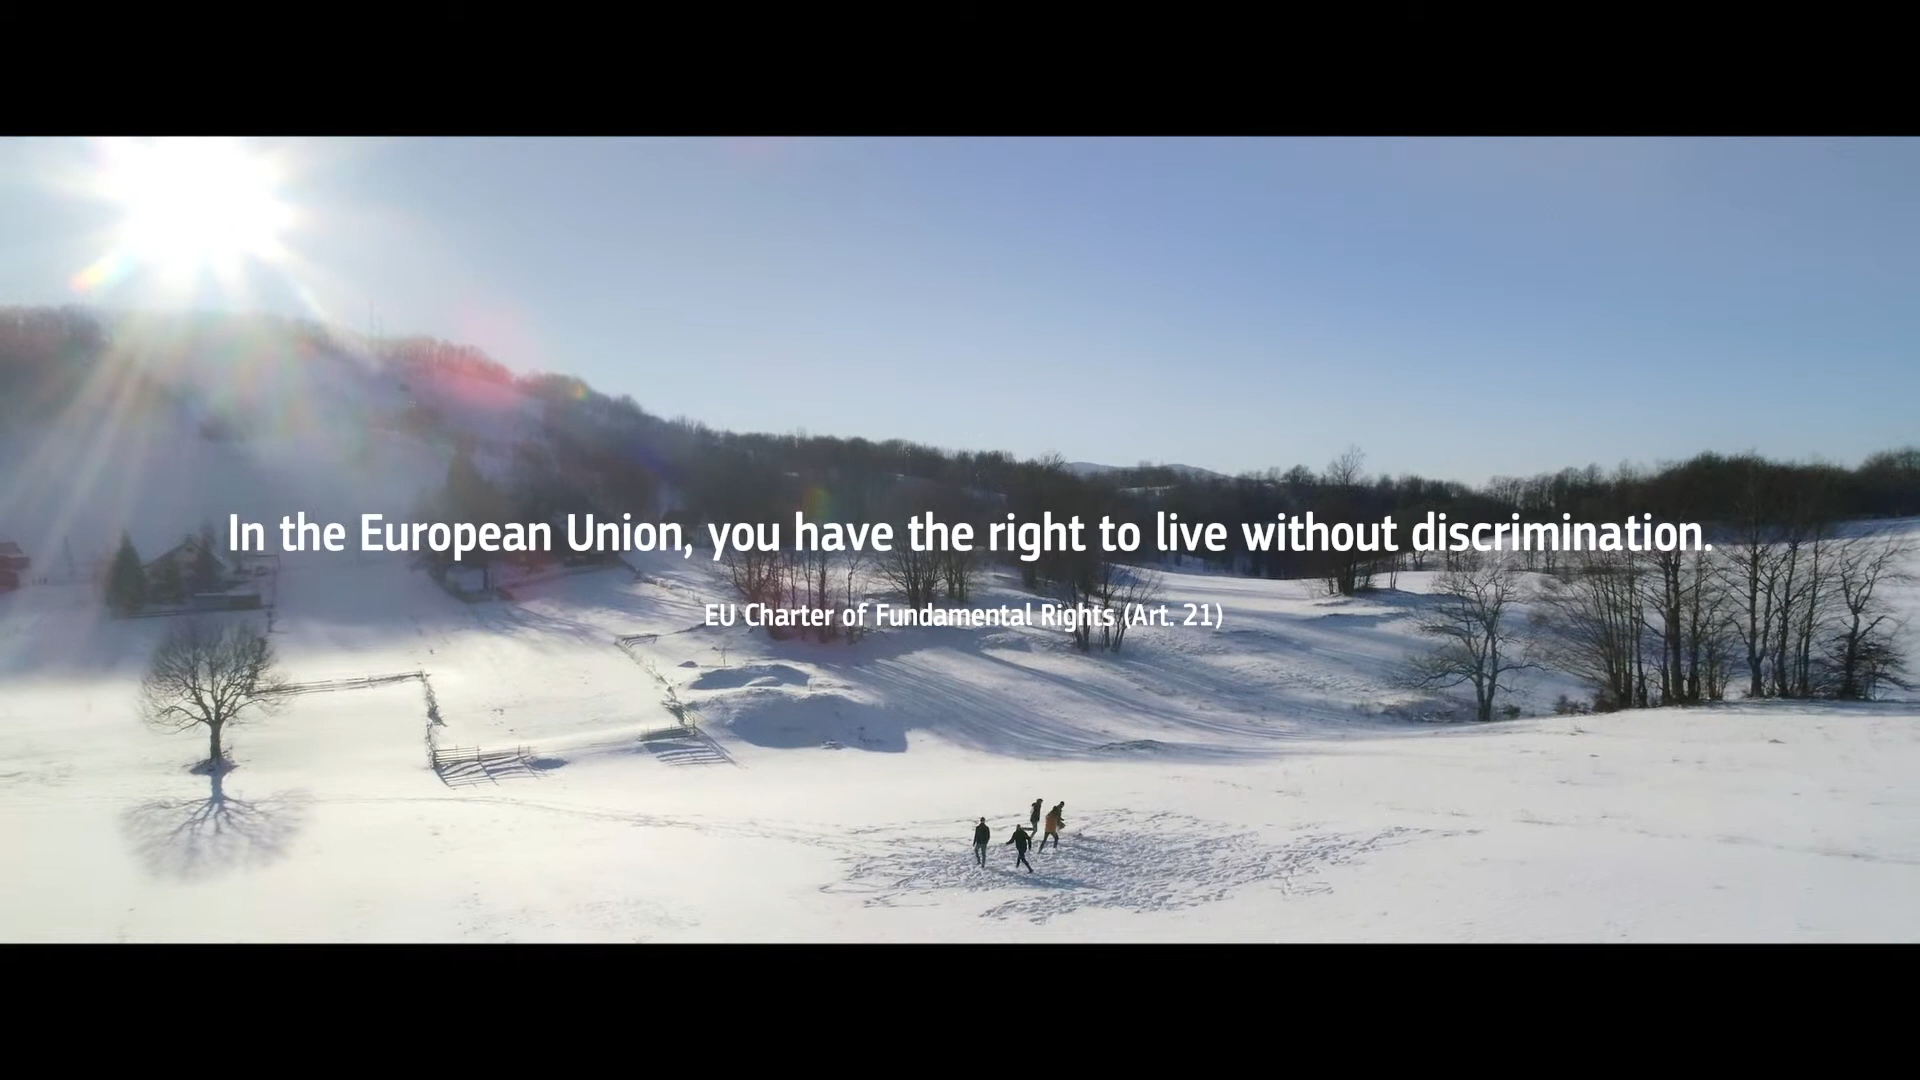 In the European Union, you have the right to live without discrimination.
EU Charter of Fundamental Rights (Art. 21)